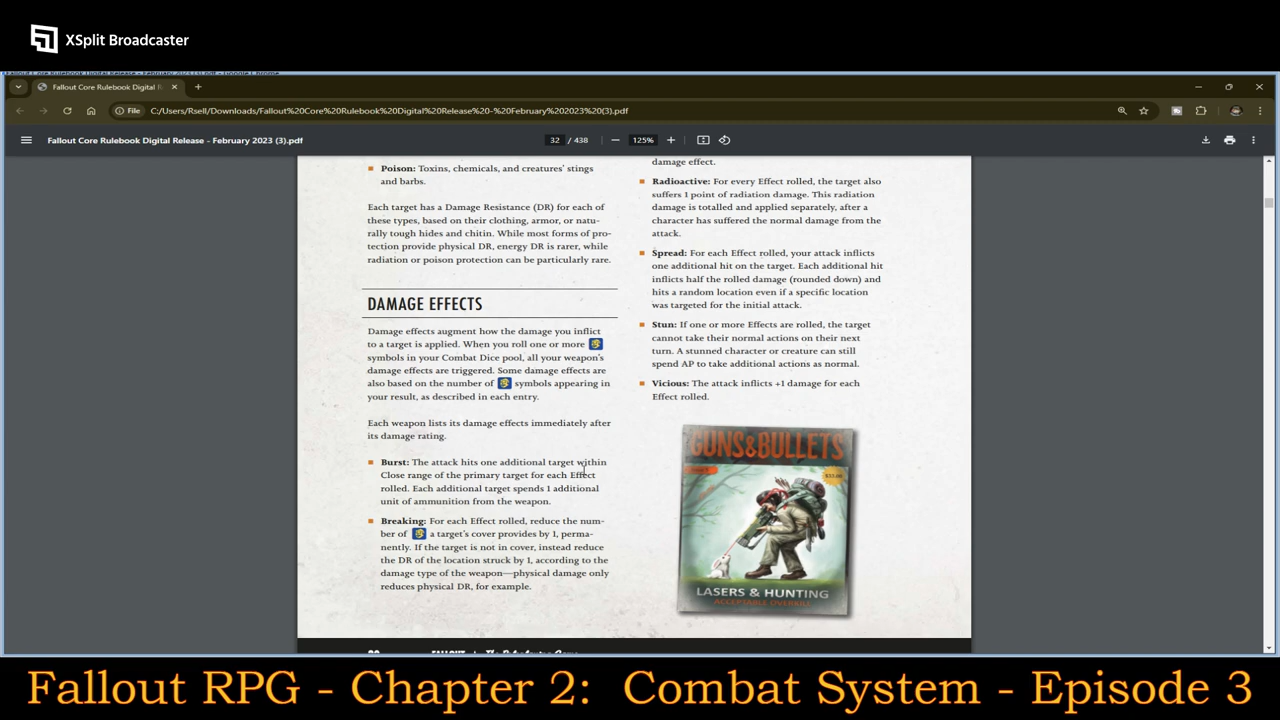 XSplit Broadcaster
Fallout Core Rulebook Digital Release - February 2023 (3).pdf - Google Chrome
Fallout Core Rulebook Digital R
File
C:/Users/Rsell/Downloads/Fallout%20Core%20Rulebook%20Digital%20Release%20-%20February%202023%20(3).pdf
Fallout Core Rulebook Digital Release - February 2023 (3).pdf
32 / 438
125%
Poison: Toxins, chemicals, and creatures' stings
and barbs.
Each target has a Damage Resistance (DR) for each of
these types, based on their clothing, armor, or natu-
rally tough hides and chitin. While most forms of pro-
tection provide physical DR, energy DR is rarer, while
radiation or poison protection can be particularly rare.
DAMAGE EFFECTS
Damage effects augment how the damage you inflict
to a target is applied. When you roll one or more
symbols in your Combat Dice pool, all your weapon's
damage effects are triggered. Some damage effects are
also based on the number of symbols appearing in
your result, as described in each entry.
Each weapon lists its damage effects immediately after
its damage rating.
Burst: The attack hits one additional target within
Close range of the primary target for each Effect
rolled. Each additional target spends 1 additional
unit of ammunition from the weapon.
Breaking: For each Effect rolled, reduce the num-
ber of a target's cover provides by 1, perma-
nently. If the target is not in cover, instead reduce
the DR of the location struck by 1, according to the
damage type of the weapon—physical damage only
reduces physical DR, for example.
damage effect.
Radioactive: For every Effect rolled, the target also
suffers 1 point of radiation damage. This radiation
damage is totalled and applied separately, after a
character has suffered the normal damage from the
attack.
Spread: For each Effect rolled, your attack inflicts
one additional hit on the target. Each additional hit
inflicts half the rolled damage (rounded down) and
hits a random location even if a specific location
was targeted for the initial attack.
Stun: If one or more Effects are rolled, the target
cannot take their normal actions on their next
turn. A stunned character or creature can still
spend AP to take additional actions as normal.
Vicious: The attack inflicts +1 damage for each
Effect rolled.
GUNS & BULLETS
LASERS & HUNTING
ACCEPTABLE OVERKILL
Fallout RPG - Chapter 2: Combat System - Episode 3